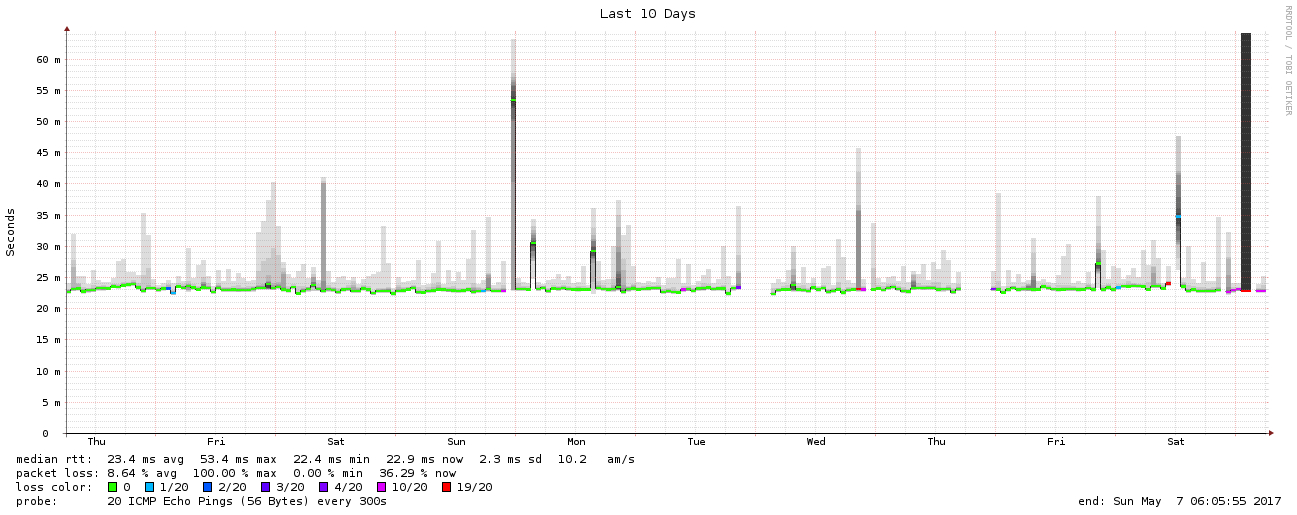 Last 10 Days
RRDTOOL / TOBI OETIKER
Seconds
60 m
55 m
50 m
45 m
40 m
35 m
30 m
25 m
20 m
15 m
10 m
5 m
0
Thu Fri Sat Sun Mon Tue Wed Thu Fri Sat
median rtt: 23.4 ms avg 53.4 ms max 22.4 ms min 22.9 ms now 2.3 ms sd 10.2 am/s
packet loss: 8.64 % avg 100.00 % max 0.00 % min 36.29 % now
loss color: 0 1/20 2/20 3/20 4/20 10/20 19/20
probe: 20 ICMP Echo Pings (56 Bytes) every 300s end: Sun May 7 06:05:55 2017